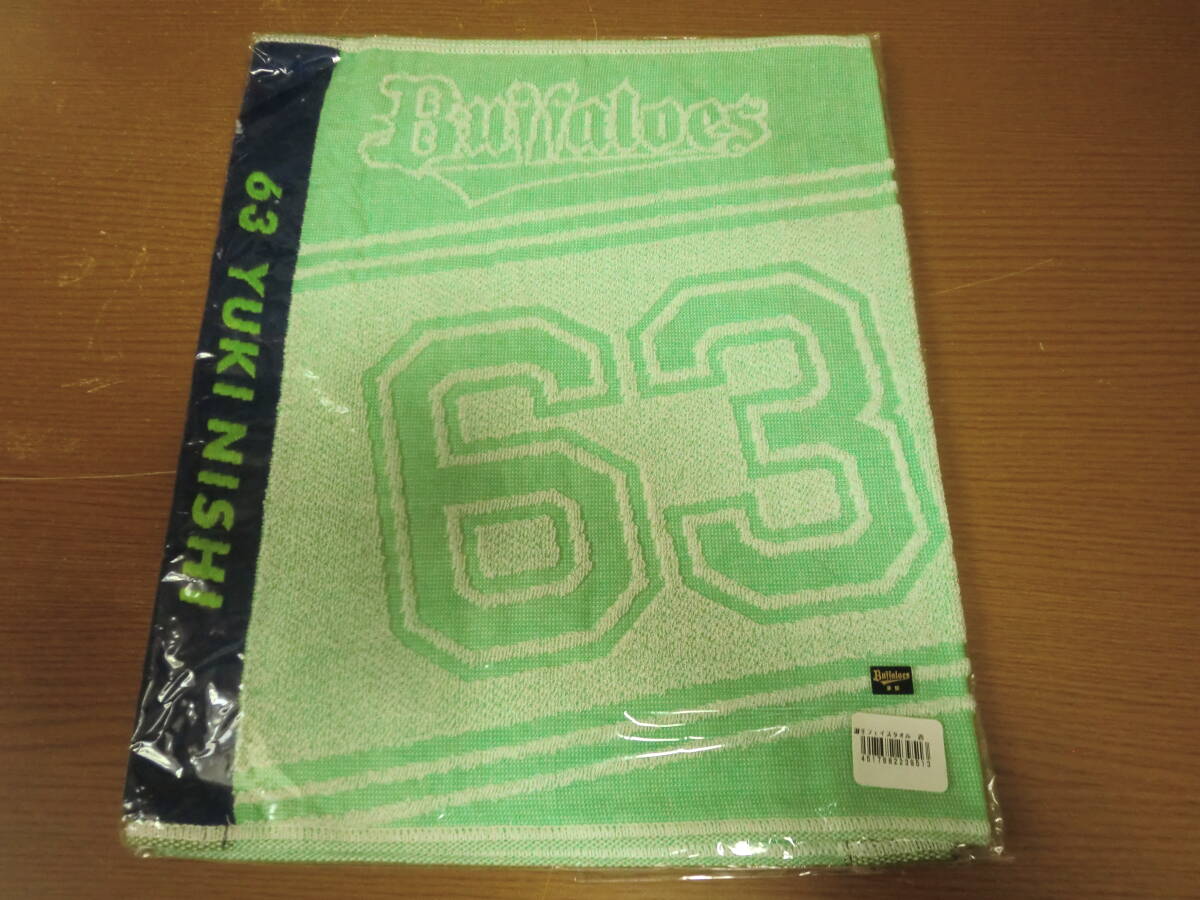 Buffaloes
63 YUKI NISHI
63
Buffaloes